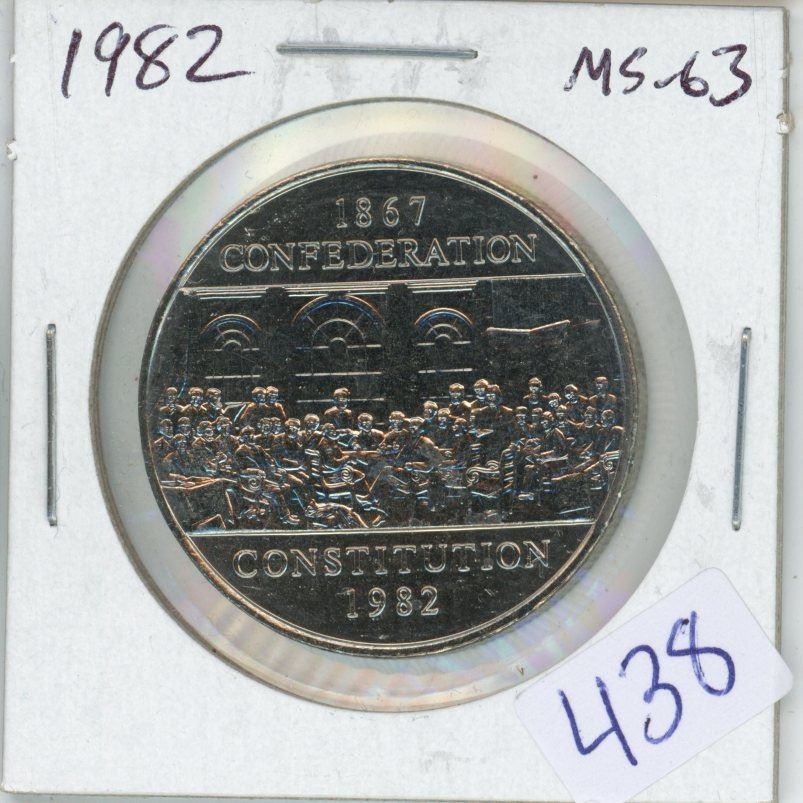 1982 MS-63
1867
CONFEDERATION
CONSTITUTION
1982
438